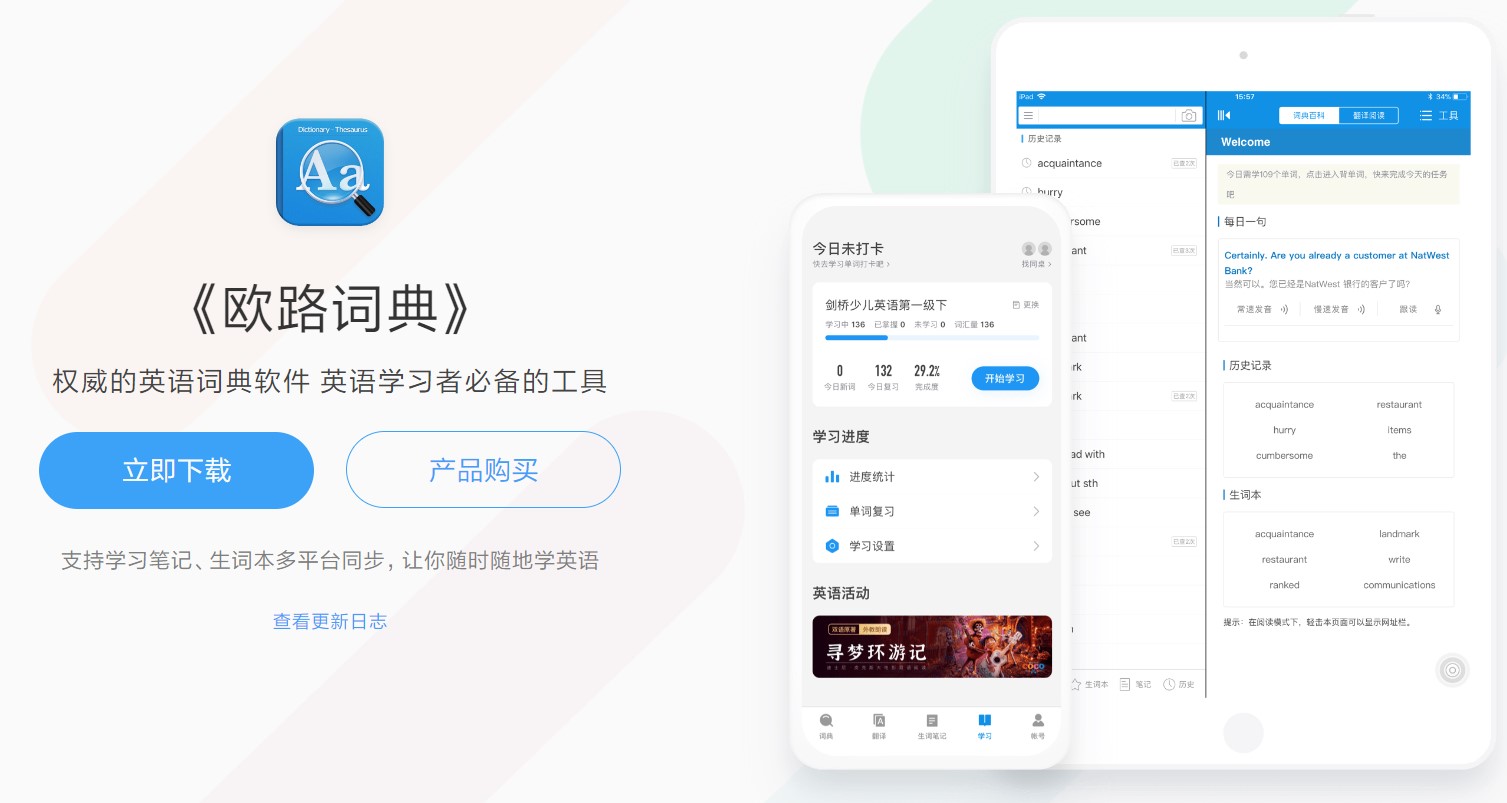 Dictionary · Thesaurus
Aa
《欧路词典》
权威的英语词典软件 英语学习者必备的工具
立即下载
产品购买
支持学习笔记、生词本多平台同步，让你随时随地学英语
查看更新日志
今日未打卡
快去学习单词打卡吧 >
找同桌 >
剑桥少儿英语第一级下
更换
学习中 136 已掌握 0 未学习 0 词汇量 136
0
132
29.2%
今日新词
今日复习
完成度
开始学习
学习进度
进度统计
单词复习
学习设置
英语活动
双语原著
外教朗读
寻梦环游记
COCO
词典
翻译
生词笔记
学习
帐号
iPad
15:57
34%
历史记录
acquaintance
已查2次
hurry
ersome
ant
已查3次
ant
rk
rk
已查2次
ad with
ut sth
see
已查2次
生词本
笔记
历史
词典百科
翻译阅读
工具
Welcome
今日需学109个单词，点击进入背单词，快来完成今天的任务
吧
每日一句
Certainly. Are you already a customer at NatWest
Bank?
当然可以。您已经是NatWest 银行的客户了吗?
常速发音
慢速发音
跟读
历史记录
acquaintance restaurant
hurry items
cumbersome the
生词本
acquaintance landmark
restaurant write
ranked communications
提示：在阅读模式下，轻击本页面可以显示网址栏。